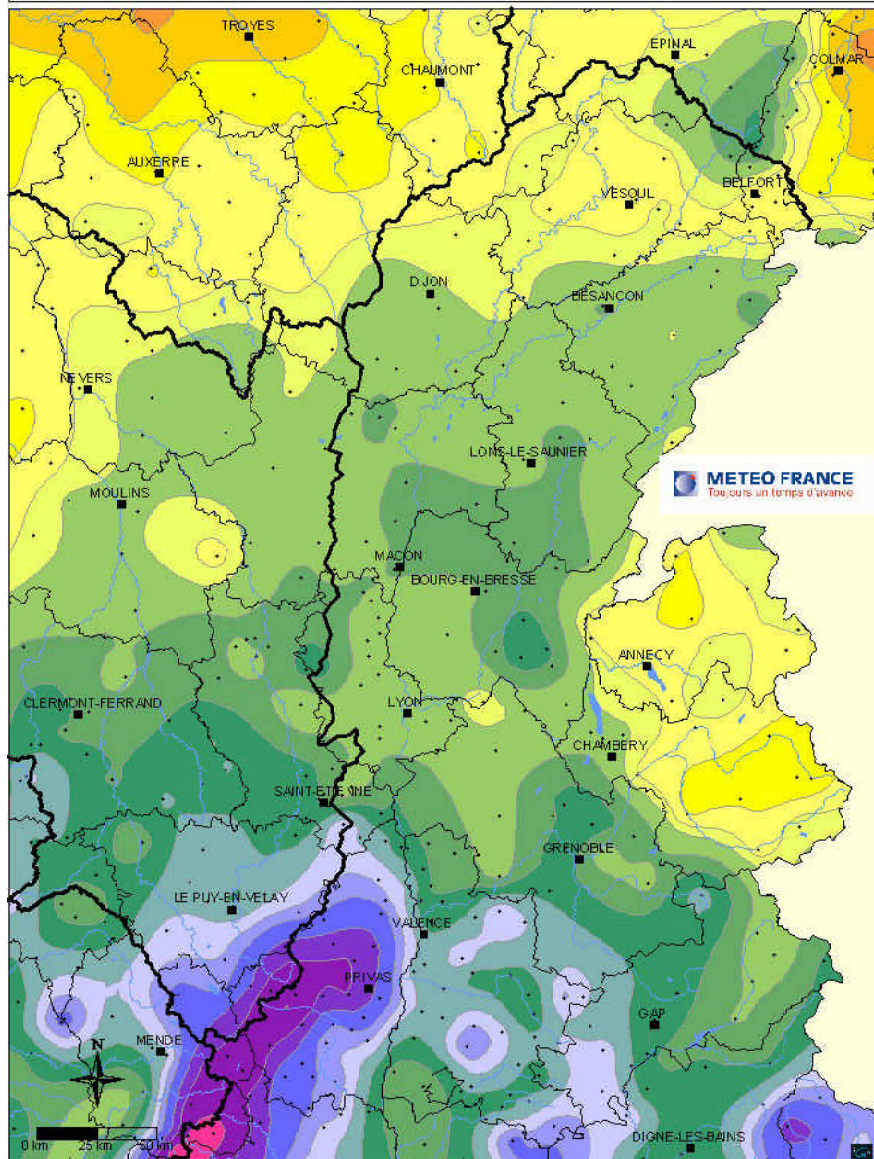 TROYES
EPINAL
COLMAR
CHAUMONT
AUXERRE
VESOUL
BELFORT
DIJON
BESANCON
NEVERS
LONS-LE-SAUNIER
METEO FRANCE
Toujours un temps d'avance
MOULINS
MACON
BOURG-EN-BRESSE
ANNECY
CLERMONT-FERRAND
LYON
CHAMBERY
SAINT-ETIENNE
GRENOBLE
LE PUY-EN-VELAY
VALENCE
PRIVAS
GAP
MENDE
N
0 km 25 km 50 km
DIGNE-LES-BAINS